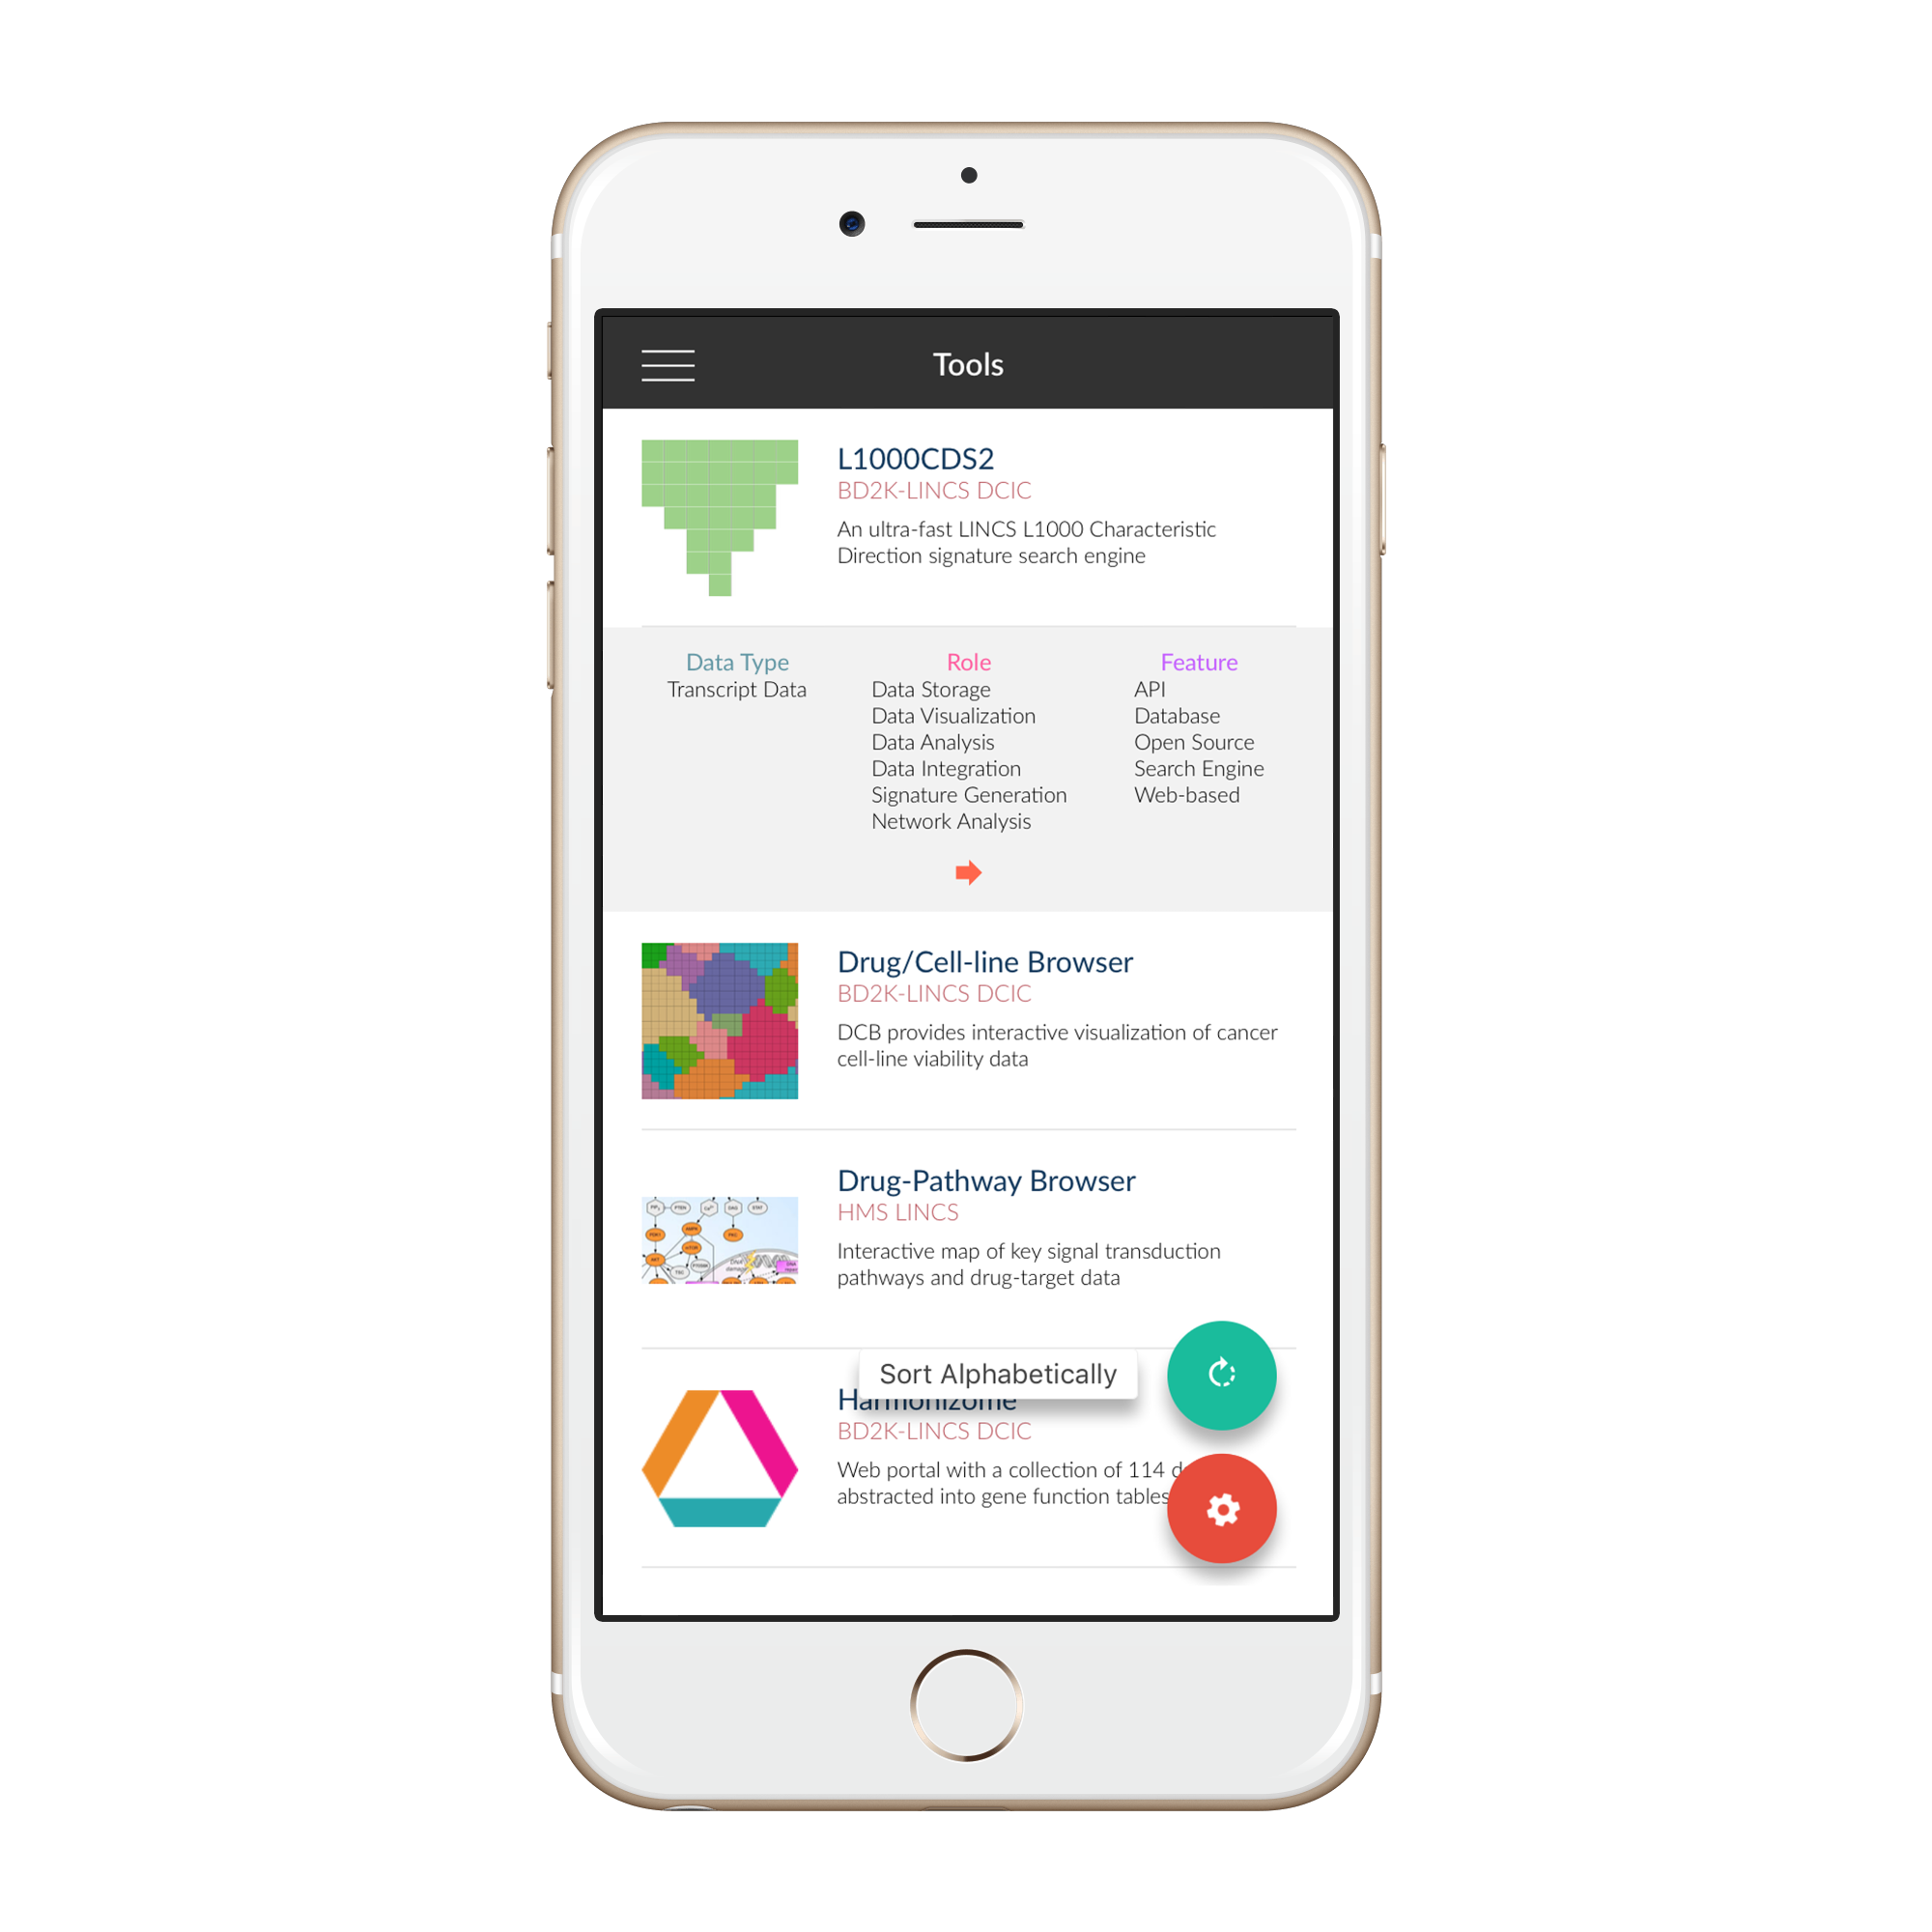 Tools
L1000CDS2
BD2K-LINCS DCIC
An ultra-fast LINCS L1000 Characteristic
Direction signature search engine
Data Type
Transcript Data
Role
Data Storage
Data Visualization
Data Analysis
Data Integration
Signature Generation
Network Analysis
Feature
API
Database
Open Source
Search Engine
Web-based
Drug/Cell-line Browser
BD2K-LINCS DCIC
DCB provides interactive visualization of cancer
cell-line viability data
Drug-Pathway Browser
HMS LINCS
Interactive map of key signal transduction
pathways and drug-target data
PTEN
Sort Alphabetically
Harmonizome
BD2K-LINCS DCIC
Web portal with a collection of 114
abstracted into gene function tables